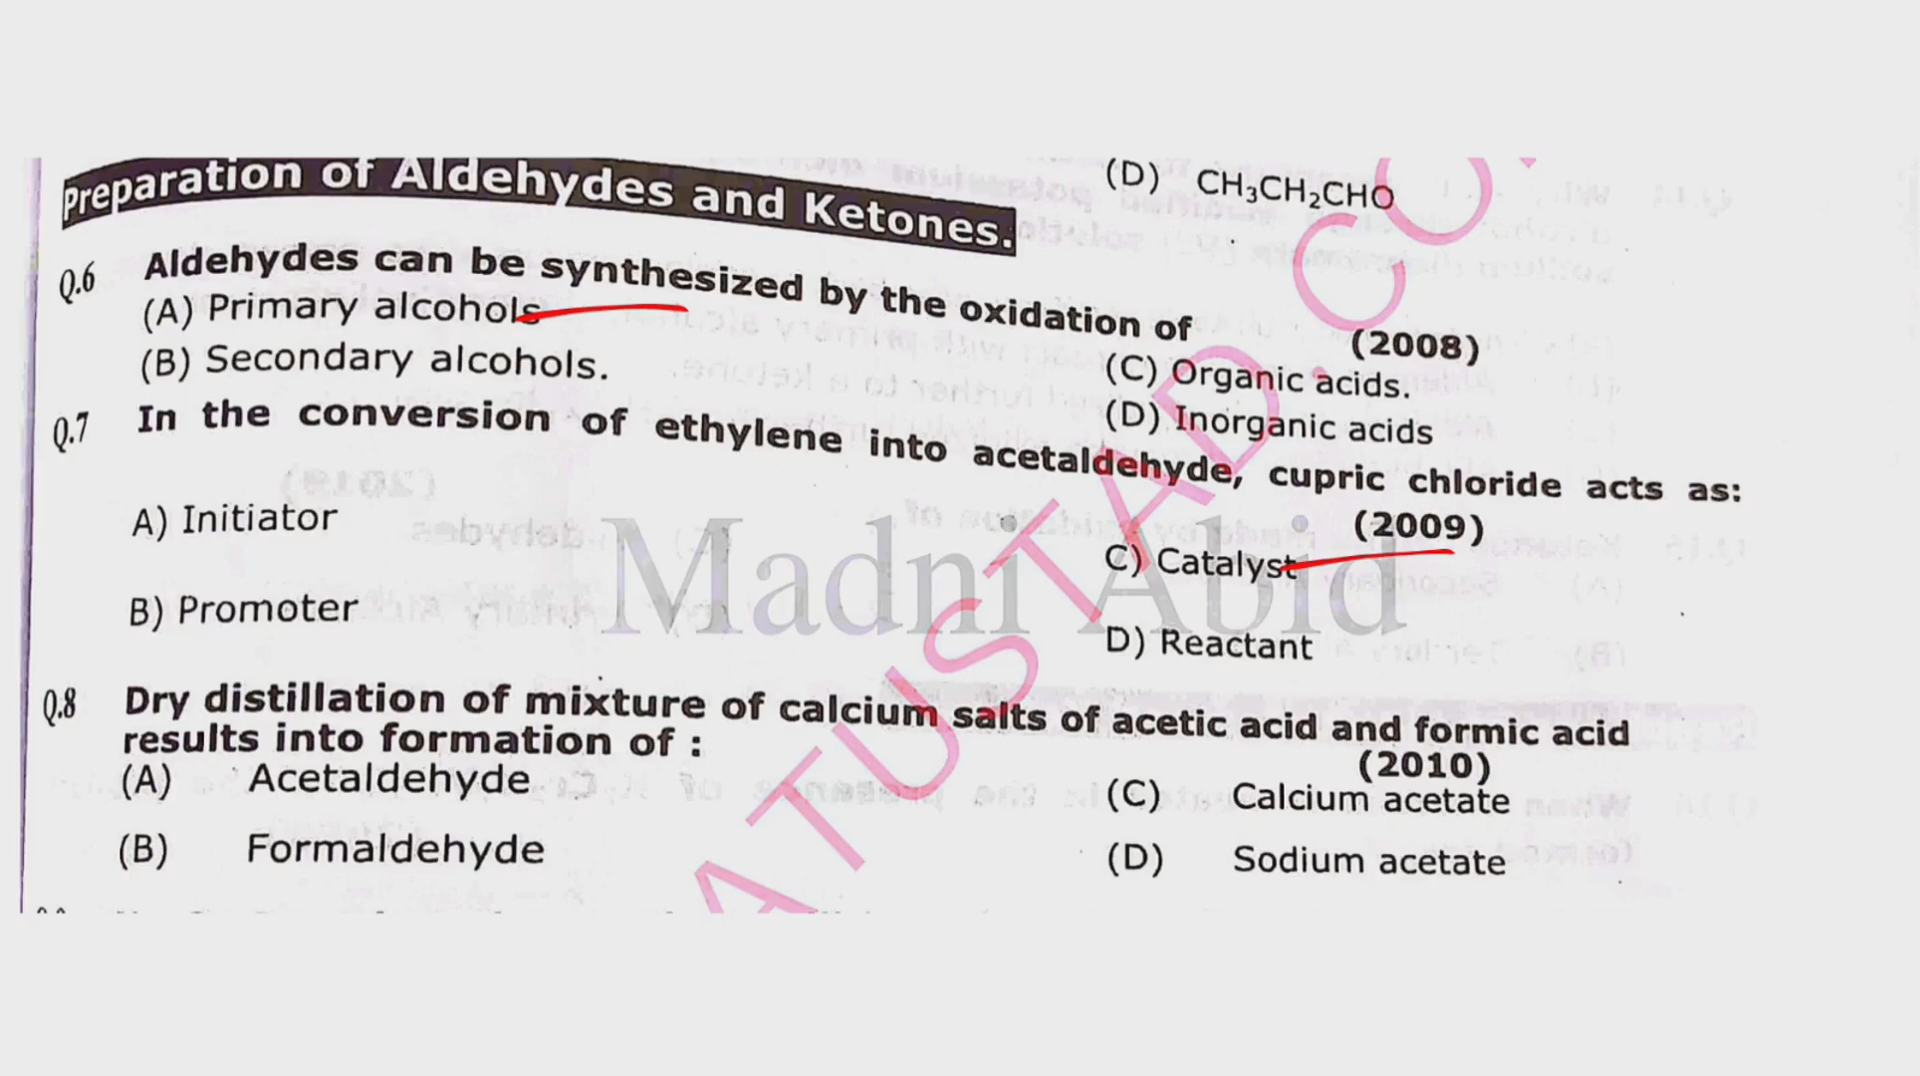 Preparation of Aldehydes and Ketones.
(D) CH₃CH₂CHO
Q.6 Aldehydes can be synthesized by the oxidation of
(2008)
(A) Primary alcohols
(B) Secondary alcohols.
(C) Organic acids.
(D) Inorganic acids
Q.7 In the conversion of ethylene into acetaldehyde, cupric chloride acts as:
(2009)
A) Initiator
C) Catalyst
B) Promoter
D) Reactant
Madni Abid
Q.8 Dry distillation of mixture of calcium salts of acetic acid and formic acid
results into formation of :
(2010)
(A) Acetaldehyde
(C) Calcium acetate
(B) Formaldehyde
(D) Sodium acetate
ATUSTAD.CO